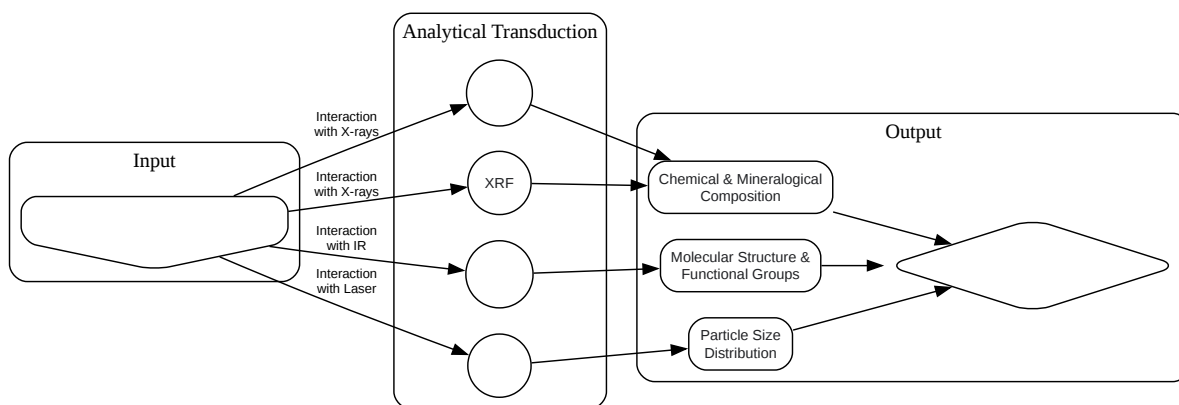 Analytical Transduction
Interaction
with X-rays
Output
Input
Interaction
with X-rays
XRF
Chemical & Mineralogical
Composition
Interaction
with IR
Molecular Structure &
Functional Groups
Interaction
with Laser
Particle Size
Distribution